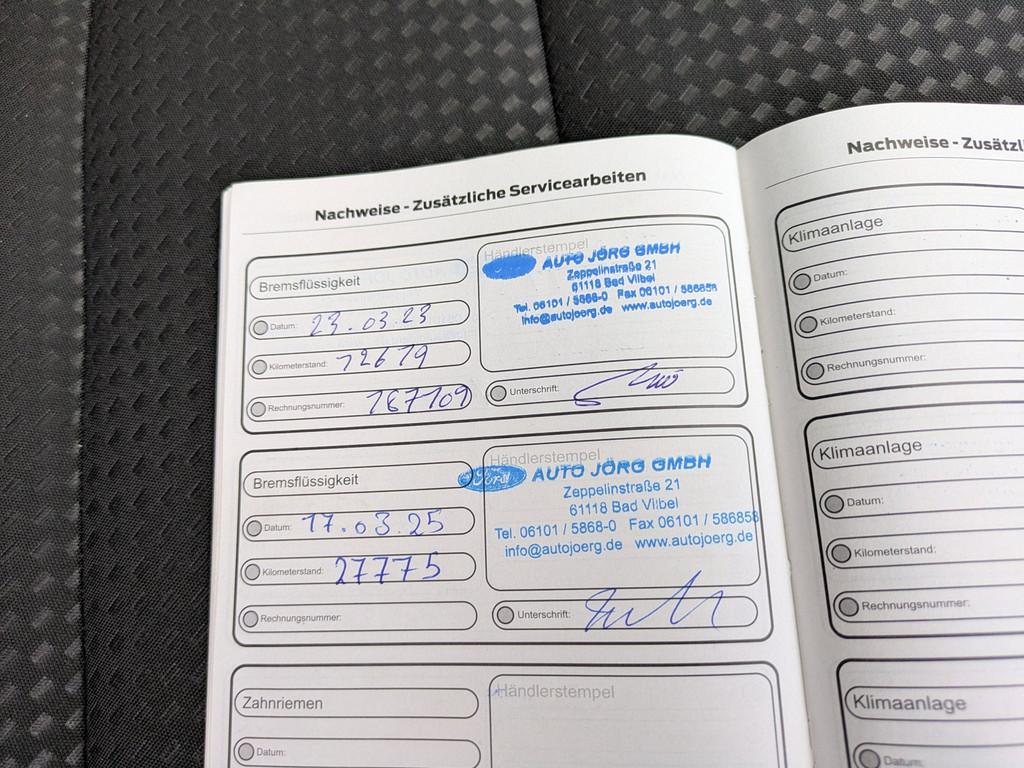 Nachweise - Zusätzliche Servicearbeiten
Bremsflüssigkeit
Datum: 23.03.23
Kilometerstand: 12679
Rechnungsnummer: 167109
Händlerstempel
AUTO JÖRG GMBH
Zeppelinstraße 21
61118 Bad Vilbel
Tel. 06101 / 5868-0 Fax 06101 / 586858
info@autojoerg.de www.autojoerg.de
Unterschrift:
Bremsflüssigkeit
Datum: 17.03.25
Kilometerstand: 27775
Rechnungsnummer:
Händlerstempel
Ford AUTO JÖRG GMBH
Zeppelinstraße 21
61118 Bad Vilbel
Tel. 06101 / 5868-0 Fax 06101 / 586858
info@autojoerg.de www.autojoerg.de
Unterschrift:
Zahnriemen
Datum:
Händlerstempel
Nachweise - Zusätzl
Klimaanlage
Datum:
Kilometerstand:
Rechnungsnummer:
Klimaanlage
Datum:
Kilometerstand:
Rechnungsnummer:
Klimaanlage
Datum: